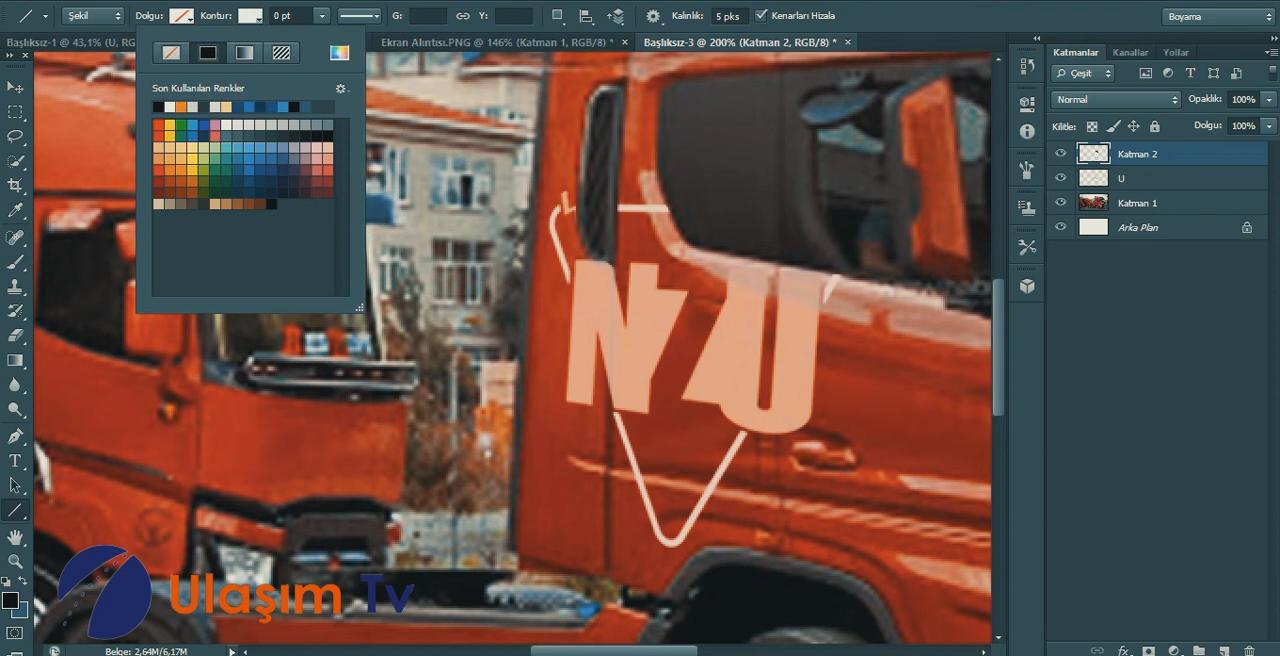 Şekil Dolgu: Kontur: 0 pt G: Y: Kalınlık: 5 pks Kenarları Hizala Boyama
Başlıksız-1 @ 43,1% (U, RG Ekran Alıntısı.PNG @ 146% (Katman 1, RGB/8) * × Başlıksız-3 @ 200% (Katman 2, RGB/8) * ×
Katmanlar Kanallar Yollar
Son Kullanılan Renkler
Çeşit
Normal Opaklık: 100%
Kilitle: Dolgu: 100%
Katman 2
U
Katman 1
Arka Plan
Ulaşım Tv
Belge: 2,64M/6,17M